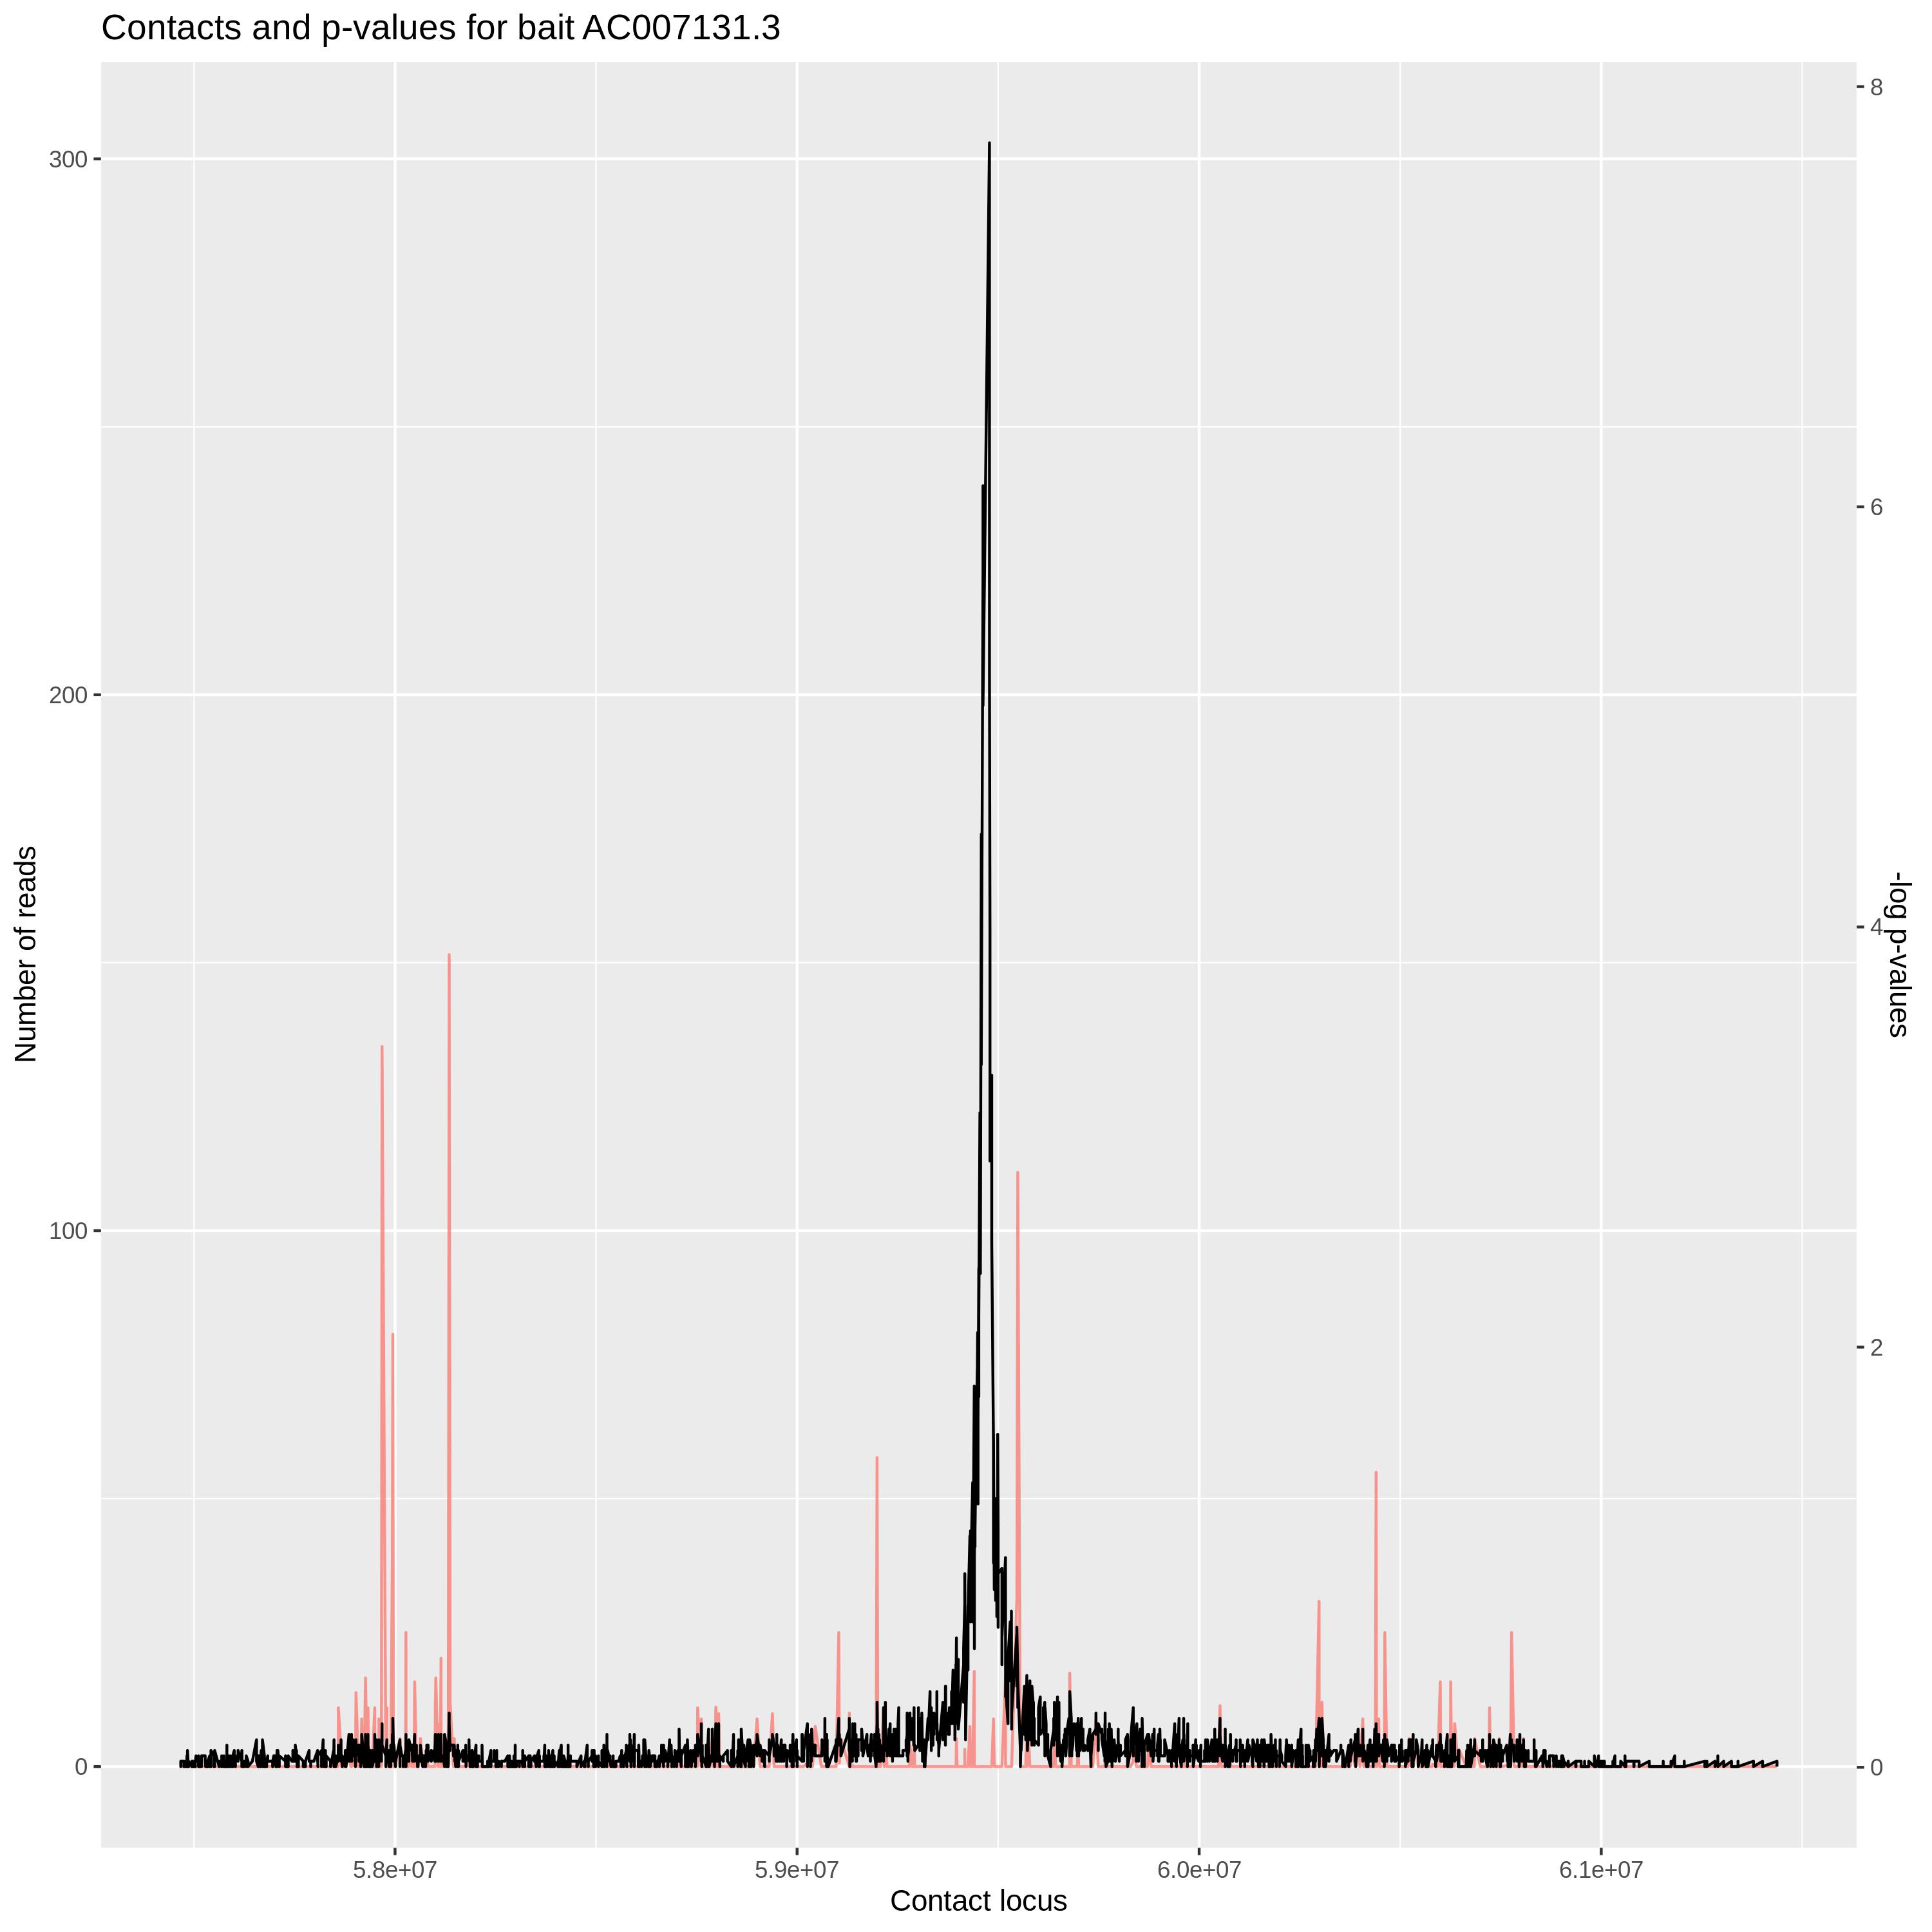 Contacts and p-values for bait AC007131.3
300
200
100
0
Number of reads
8
6
4
2
0
-log p-values
5.8e+07
5.9e+07
6.0e+07
6.1e+07
Contact locus